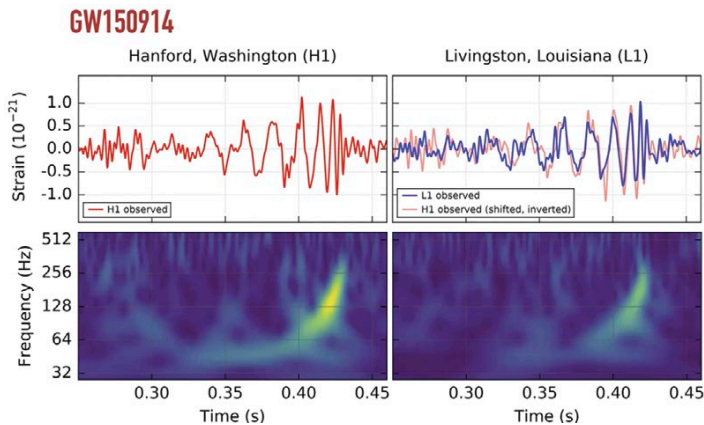 GW150914
Hanford, Washington (H1)
Livingston, Louisiana (L1)
Strain (10⁻²¹)
1.0
0.5
0.0
-0.5
-1.0
H1 observed
L1 observed
H1 observed (shifted, inverted)
Frequency (Hz)
512
256
128
64
32
0.30 0.35 0.40 0.45
0.30 0.35 0.40 0.45
Time (s)
Time (s)